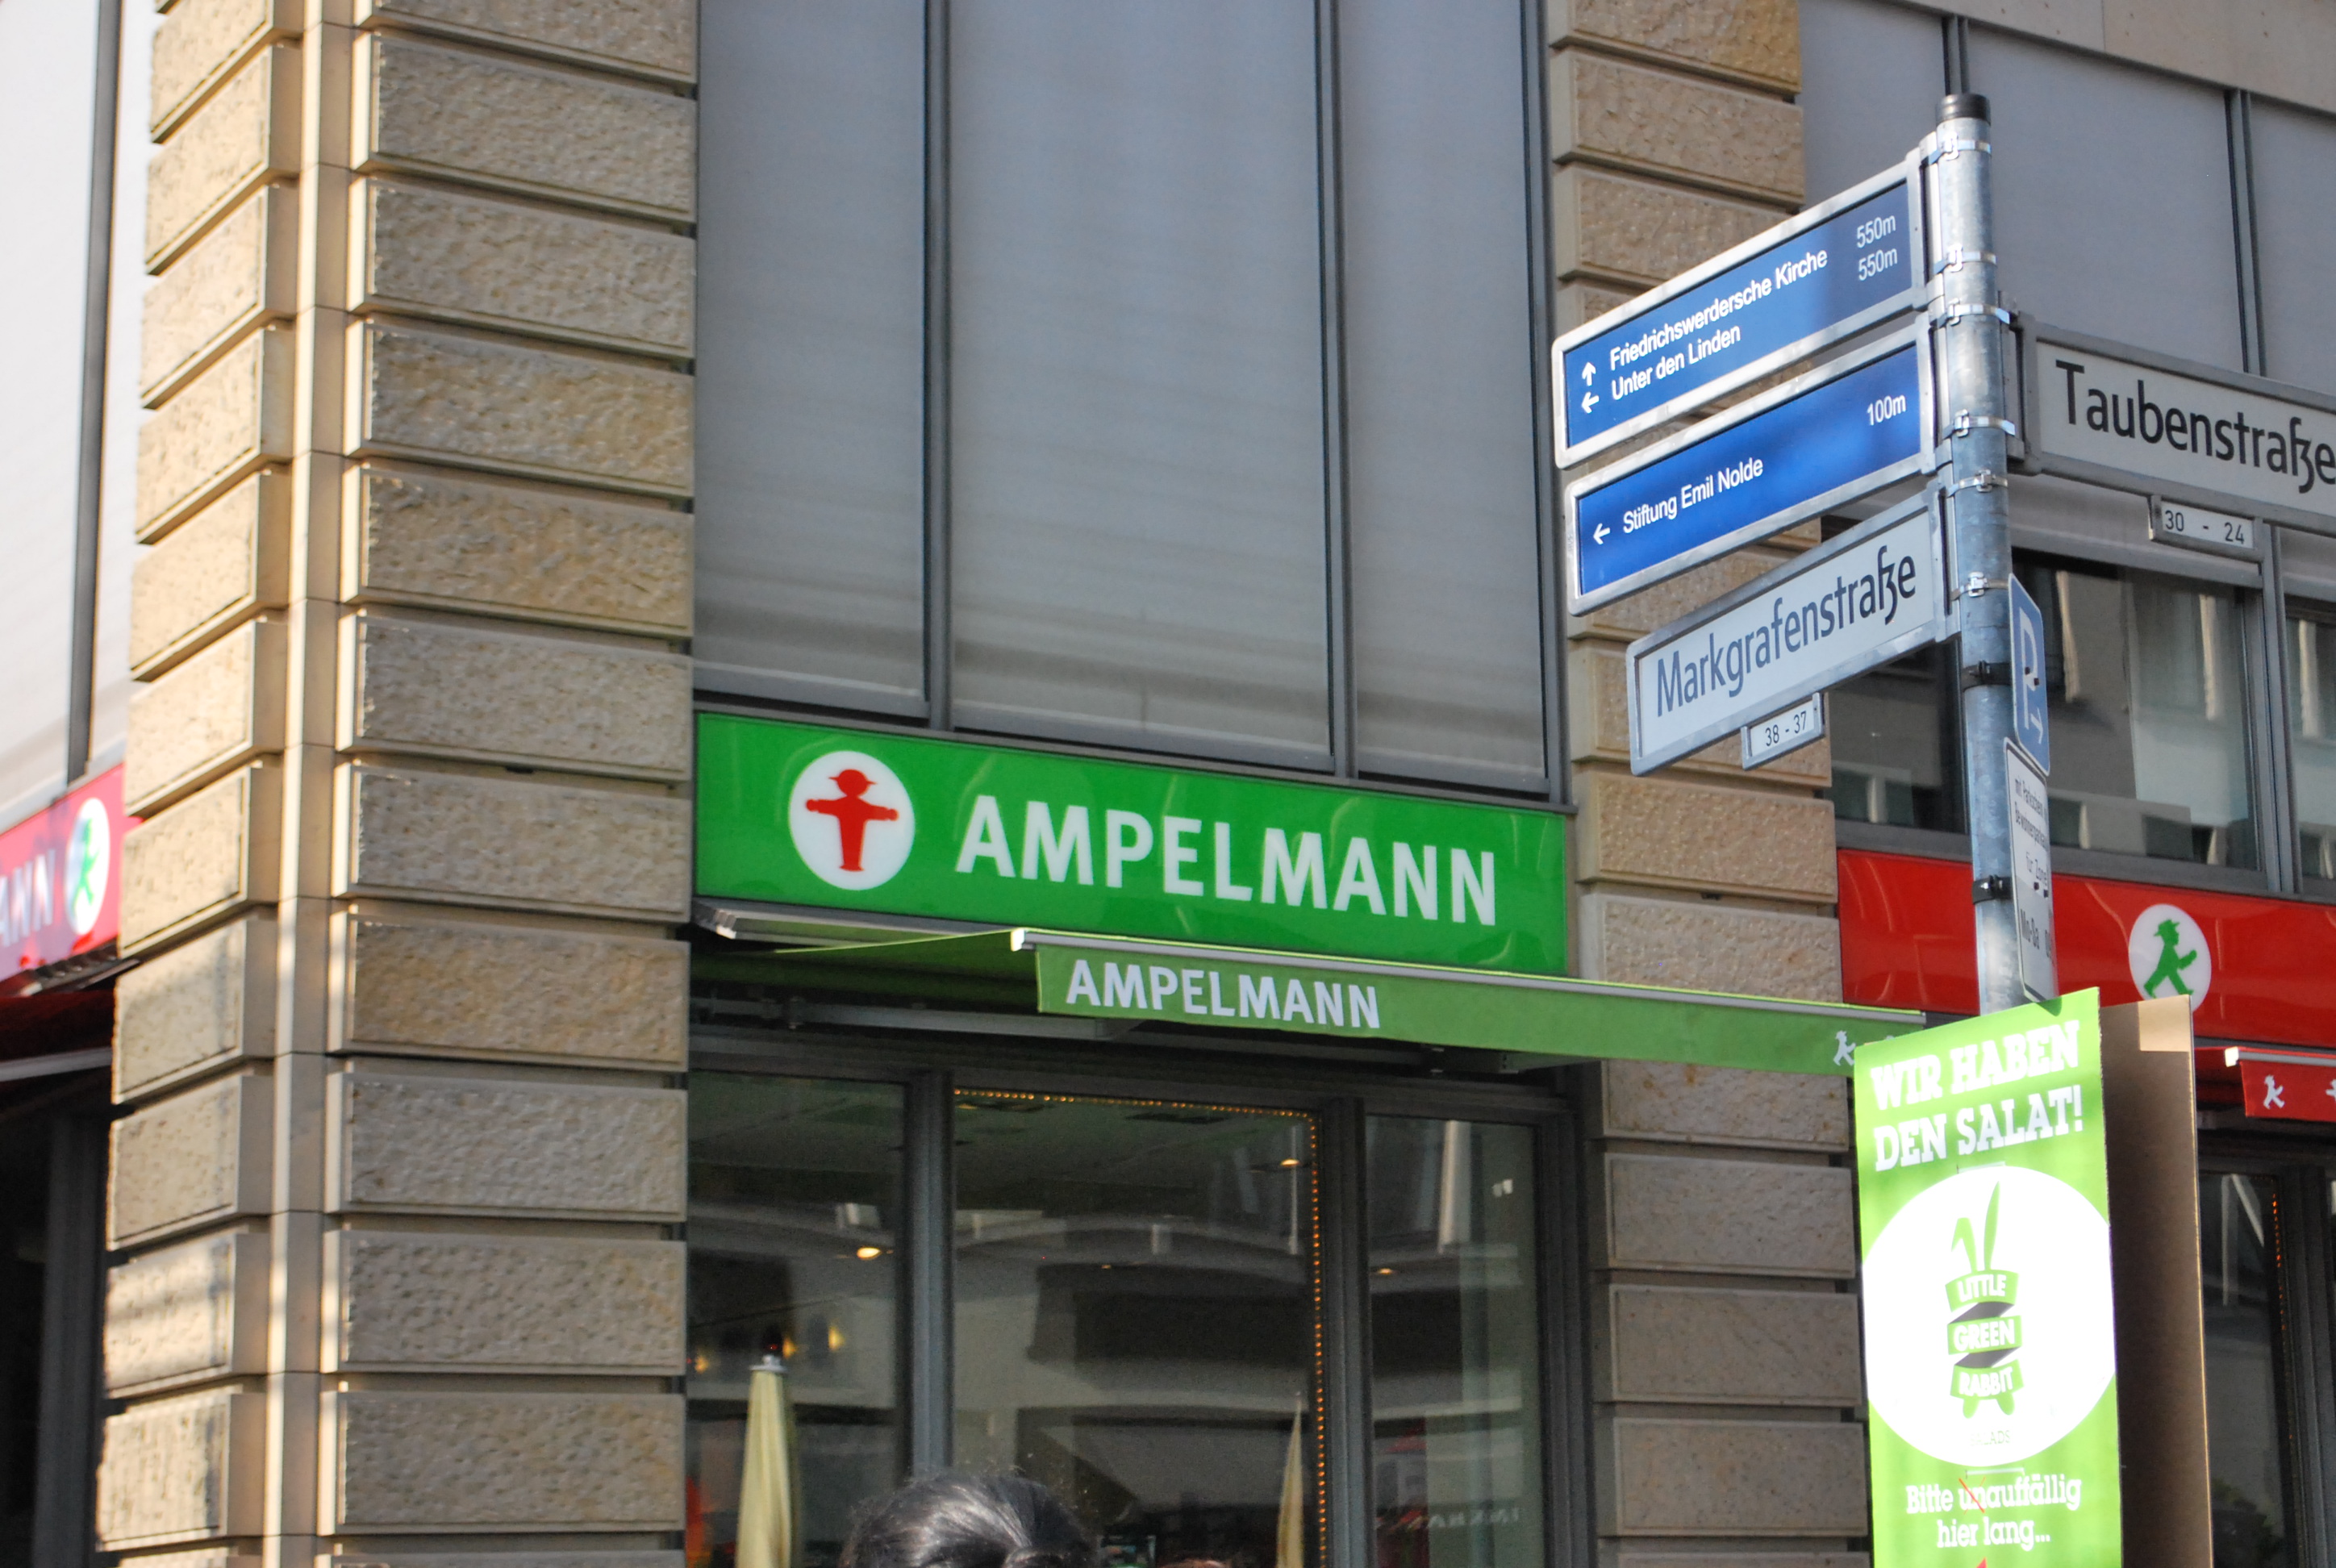 Friedrichswerdersche Kirche 550m
Unter den Linden 550m
Stiftung Emil Nolde 100m
Taubenstraße
30 - 24
Markgrafenstraße
38 - 37
P
AMPELMANN
AMPELMANN
WIR HABEN
DEN SALAT!
LITTLE
GREEN
RABBIT
SALADS
Bitte unauffällig
hier lang...